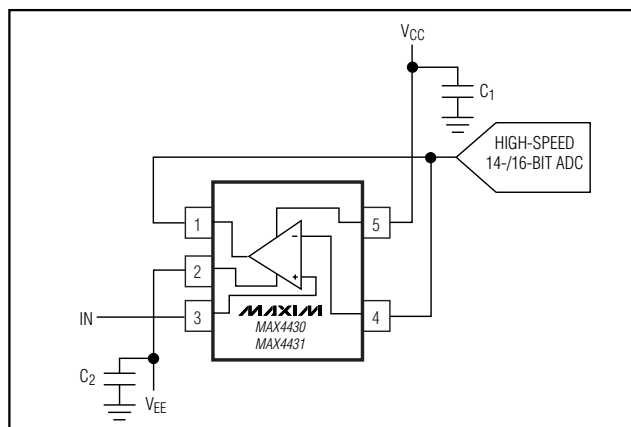 VCC
C1
HIGH-SPEED
14-/16-BIT ADC
1
5
-
2
+
IN
3
MAXIM
4
MAX4430
MAX4431
C2
VEE